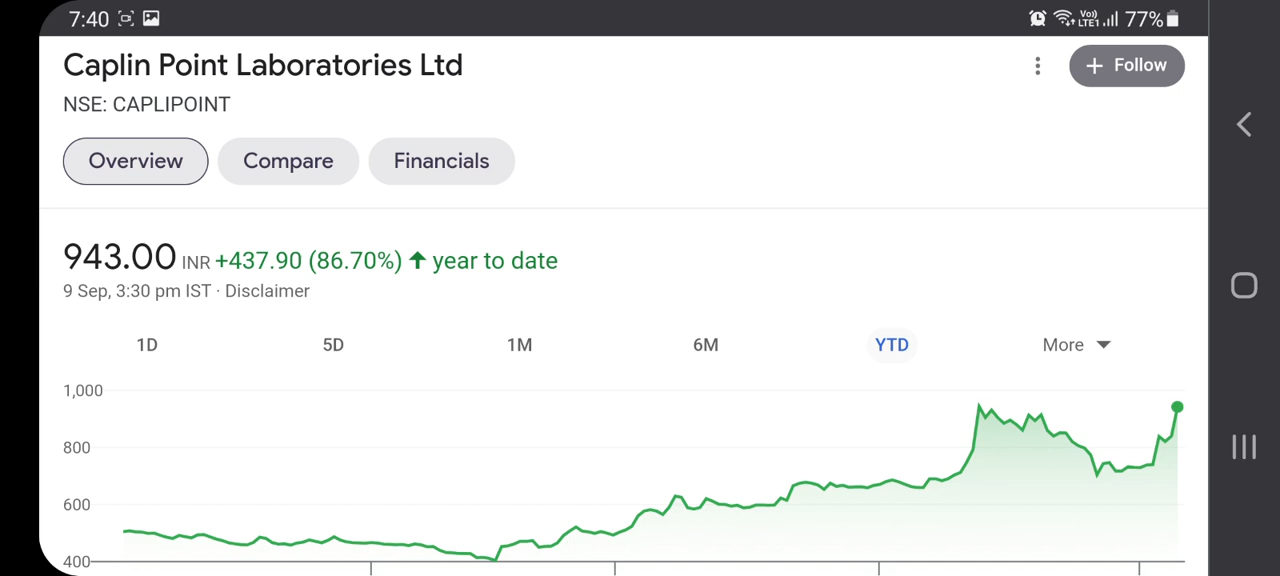 7:40 Vo)) LTE1 77%
Caplin Point Laboratories Ltd
+ Follow
NSE: CAPLIPOINT
Overview Compare Financials
943.00 INR +437.90 (86.70%) ↑ year to date
9 Sep, 3:30 pm IST · Disclaimer
1D 5D 1M 6M YTD More
1,000
800
600
400